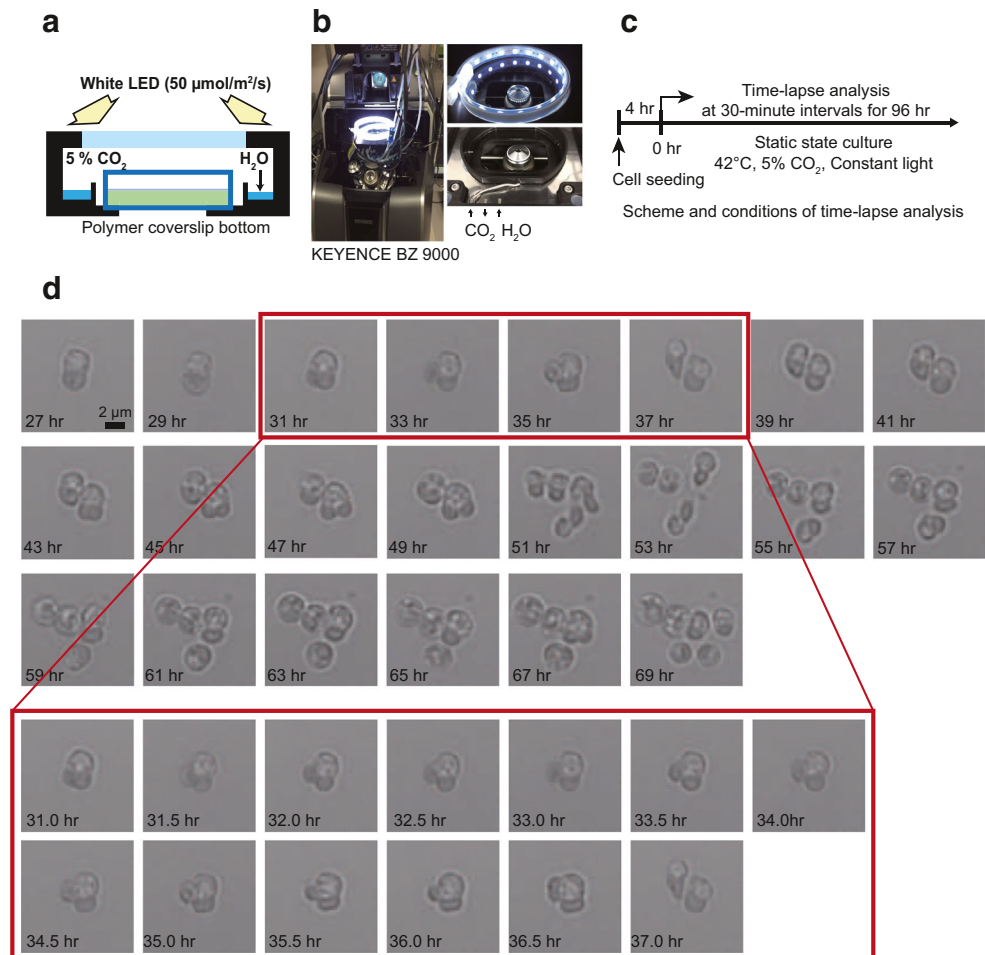 a
White LED (50 μmol/m²/s)
5 % CO₂
H₂O
Polymer coverslip bottom
b
CO₂ H₂O
KEYENCE BZ 9000
c
4 hr
Time-lapse analysis
at 30-minute intervals for 96 hr
0 hr
Static state culture
42°C, 5% CO₂, Constant light
Cell seeding
Scheme and conditions of time-lapse analysis
d
27 hr
2 μm
29 hr
31 hr
33 hr
35 hr
37 hr
39 hr
41 hr
43 hr
45 hr
47 hr
49 hr
51 hr
53 hr
55 hr
57 hr
59 hr
61 hr
63 hr
65 hr
67 hr
69 hr
31.0 hr
31.5 hr
32.0 hr
32.5 hr
33.0 hr
33.5 hr
34.0hr
34.5 hr
35.0 hr
35.5 hr
36.0 hr
36.5 hr
37.0 hr